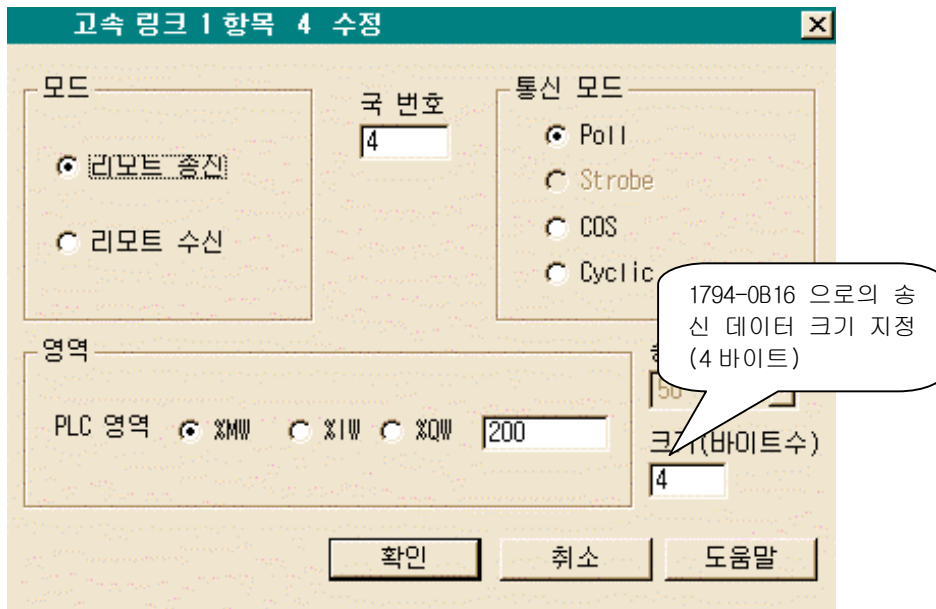 고속 링크 1 항목 4 수정
모드
리모트 송신
리모트 수신
국 번호
4
통신 모드
Poll
Strobe
COS
Cyclic
1794-OB16 으로의 송
신 데이터 크기 지정
(4 바이트)
영역
PLC 영역 %MW %IW %QW 200
크기(바이트수)
4
확인 취소 도움말